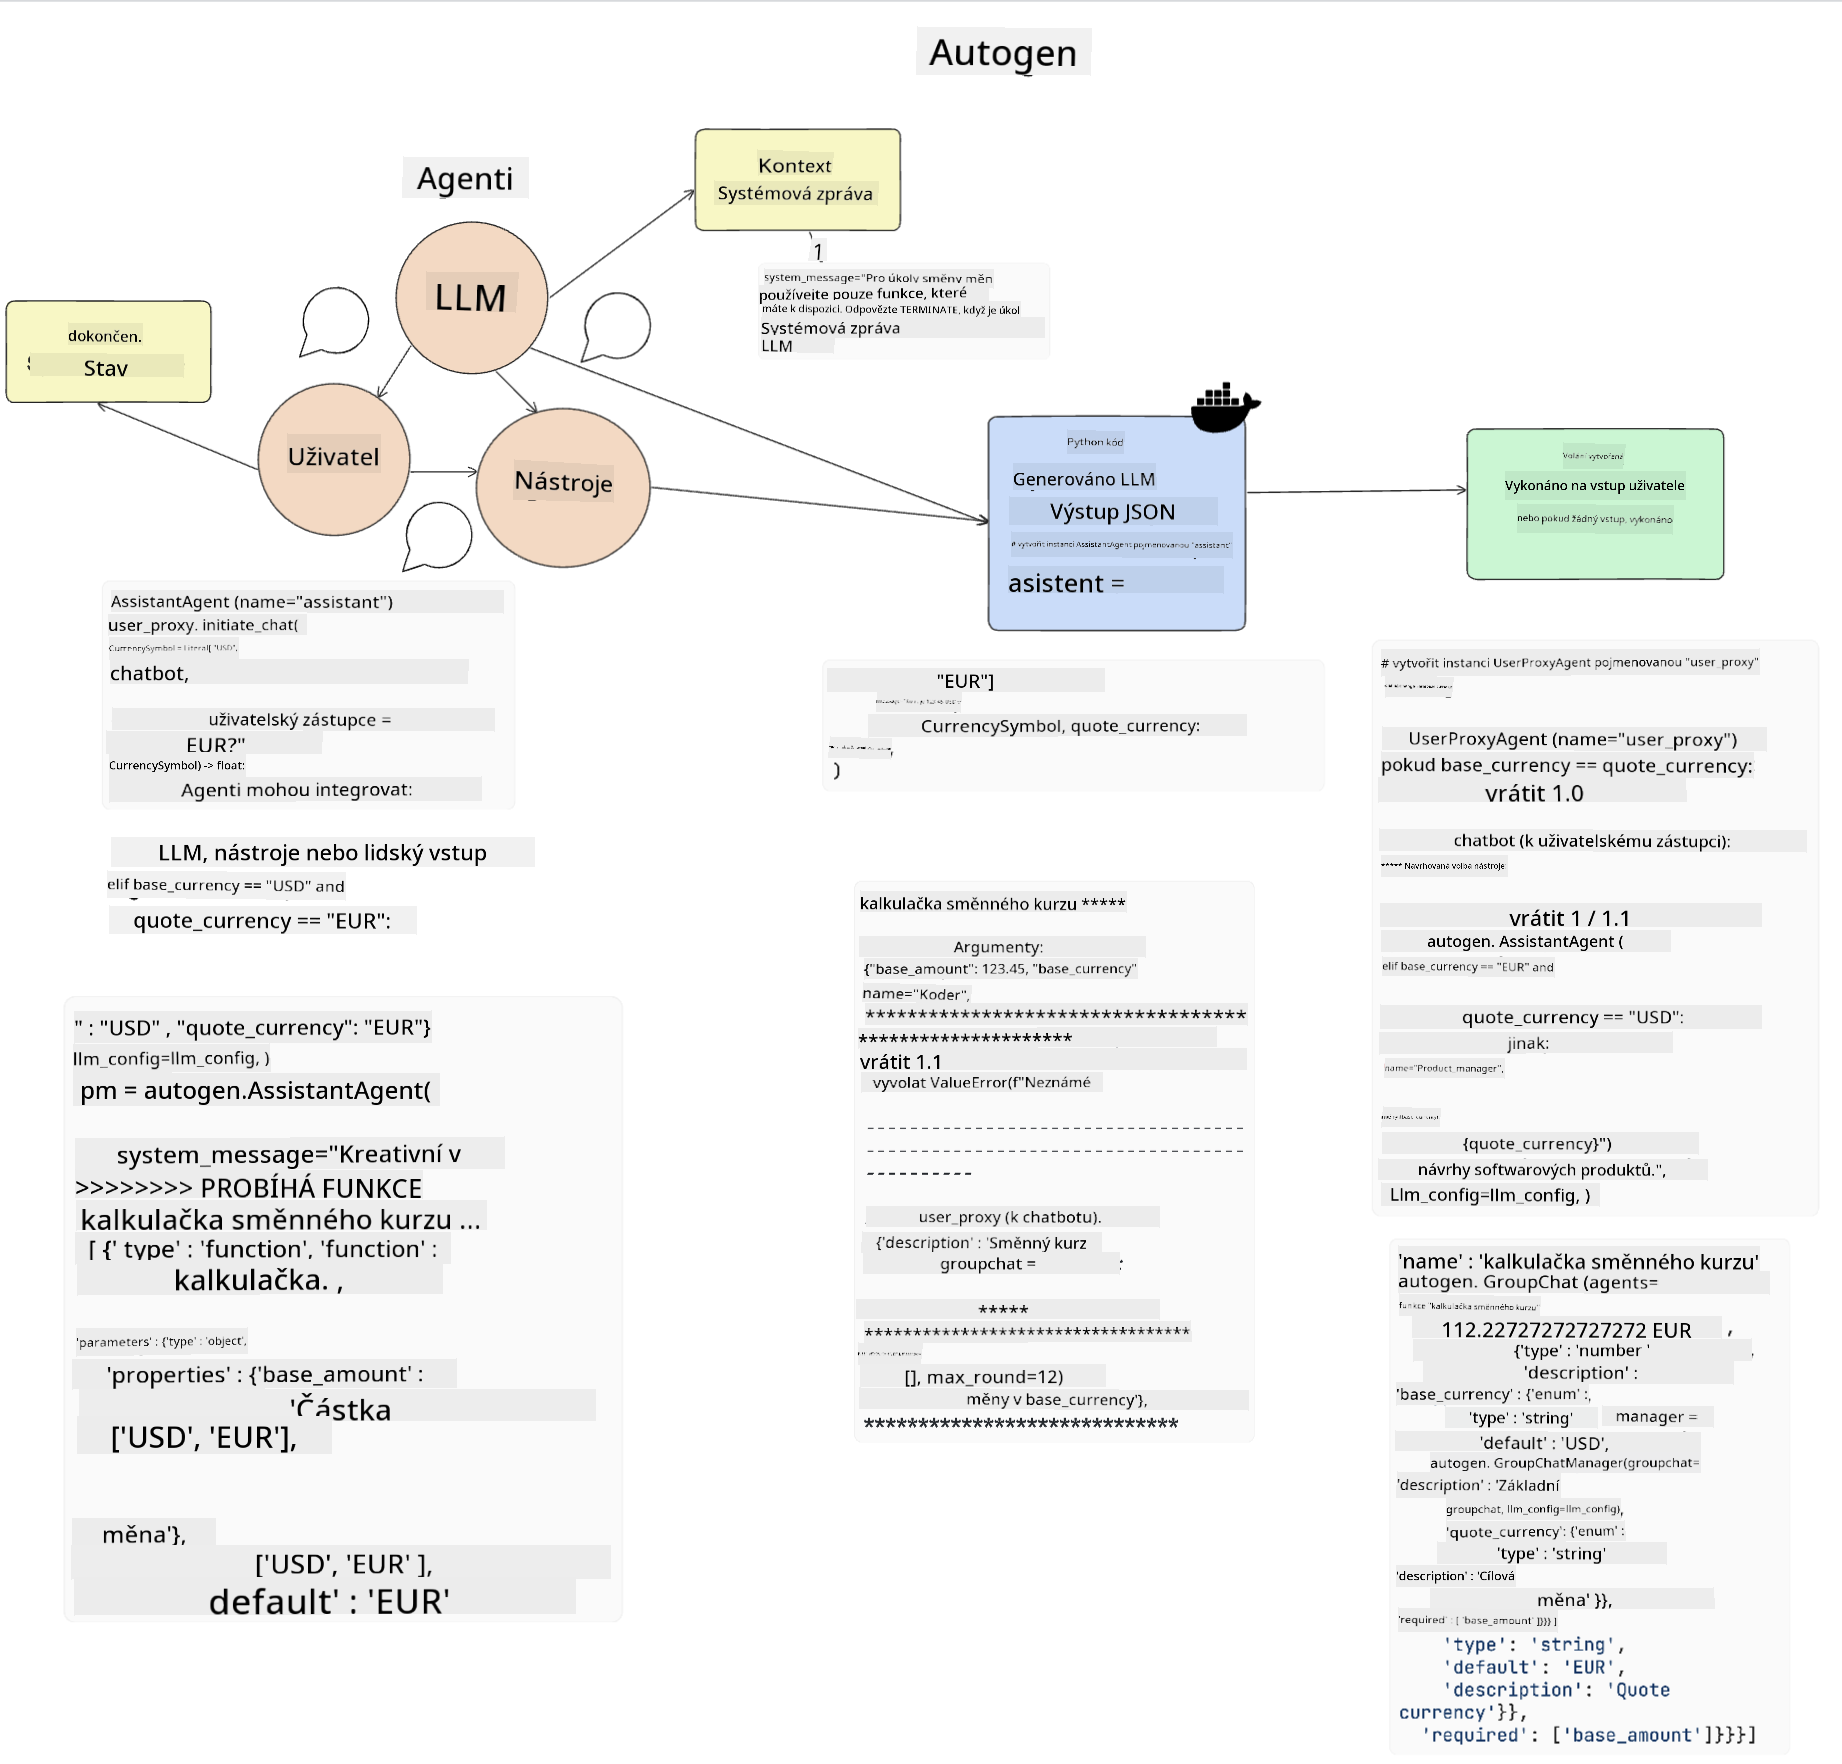 Autogen
Agenti
Kontext
Systémová zpráva
1
system_message="Pro úkoly směny měn
používejte pouze funkce, které
máte k dispozici. Odpovězte TERMINATE, když je úkol
Systémová zpráva
LLM
LLM
dokončen.
Stav
Uživatel
Nástroje
Python kód
Generováno LLM
Výstup JSON
# vytvořit instanci AssistantAgent pojmenovanou "assistant"
asistent =
Volání vytvořená
Vykonáno na vstup uživatele
nebo pokud žádný vstup, vykonáno
AssistantAgent (name="assistant")
user_proxy. initiate_chat(
CurrencySymbol = Literal[ "USD",
chatbot,
uživatelský zástupce =
EUR?"
CurrencySymbol) -> float:
Agenti mohou integrovat:
LLM, nástroje nebo lidský vstup
elif base_currency == "USD" and
quote_currency == "EUR":
"EUR"]
CurrencySymbol, quote_currency:
)
# vytvořit instanci UserProxyAgent pojmenovanou "user_proxy"
UserProxyAgent (name="user_proxy")
pokud base_currency == quote_currency:
vrátit 1.0
chatbot (k uživatelskému zástupci):
***** Navrhovaná volba nástroje:
vrátit 1 / 1.1
autogen. AssistantAgent (
elif base_currency == "EUR" and
quote_currency == "USD":
jinak:
name="Product_manager",
{quote_currency}")
návrhy softwarových produktů.",
Llm_config=llm_config, )
" : "USD" , "quote_currency": "EUR"}
llm_config=llm_config, )
pm = autogen.AssistantAgent(
system_message="Kreativní v
>>>>>>>> PROBÍHÁ FUNKCE
kalkulačka směnného kurzu ...
[ {' type' : 'function', 'function' :
kalkulačka. ,
'parameters' : {'type' : 'object',
'properties' : {'base_amount' :
'Částka
['USD', 'EUR'],
měna'},
['USD', 'EUR' ],
default' : 'EUR'
kalkulačka směnného kurzu *****
Argumenty:
{"base_amount": 123.45, "base_currency"
name="Koder",
************************************
*********************
vrátit 1.1
vyvolat ValueError(f"Neznámé
- - - - - - - - - - - - - - - - - - - - - - - - - - - - - - - - - - -
- - - - - - - - - - - - - - - - - - - - - - - - - - - - - - - - - - -
- - - - - - - - - -
user_proxy (k chatbotu).
{'description' : 'Směnný kurz
groupchat = :
*****
*********************************
[], max_round=12)
měny v base_currency'},
*****************************
'name' : 'kalkulačka směnného kurzu'
autogen. GroupChat (agents=
funkce "kalkulačka směnného kurzu"
112.22727272727272 EUR ,
{'type' : 'number ' ,
'description' :
'base_currency' : {'enum' :,
'type' : 'string' manager =
'default' : 'USD',
autogen. GroupChatManager(groupchat=
'description' : 'Základní
groupchat, llm_config=llm_config),
'quote_currency': {'enum' :
'type' : 'string'
'description' : 'Cílová
měna' }},
'required' : [ 'base_amount' ]}}} ]
'type': 'string',
'default': 'EUR',
'description': 'Quote
currency'}},
'required': ['base_amount']}}}]